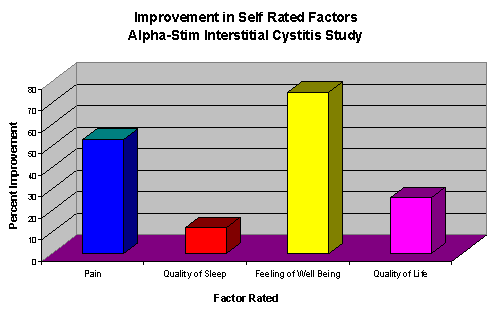 Improvement in Self Rated Factors
Alpha-Stim Interstitial Cystitis Study
Percent Improvement
80
70
60
50
40
30
20
10
0
Pain Quality of Sleep Feeling of Well Being Quality of Life
Factor Rated